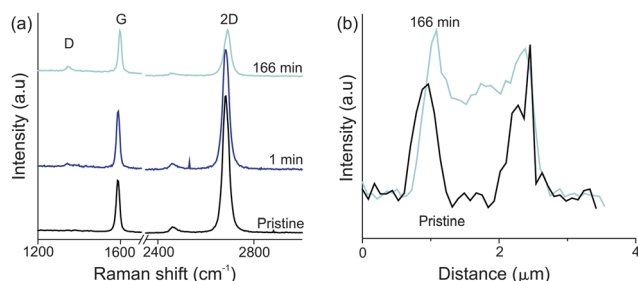 (a)
D
G
2D
166 min
1 min
Pristine
Intensity (a.u)
1200
1600
2400
2800
Raman shift (cm⁻¹)
(b)
166 min
Pristine
Intensity (a.u)
0
2
4
Distance (μm)